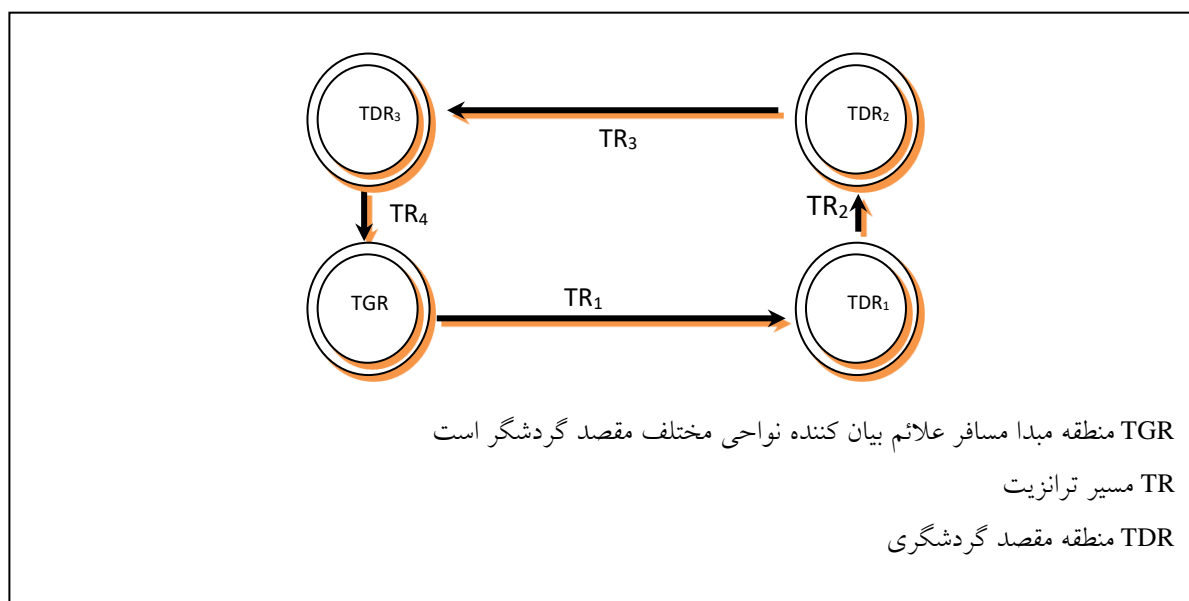 TDR₃
TDR₂
TR₃
TR₄
TR₂
TGR
TR₁
TDR₁
TGR منطقه مبدا مسافر علائم بیان کننده نواحی مختلف مقصد گردشگر است
TR مسیر ترانزیت
TDR منطقه مقصد گردشگری